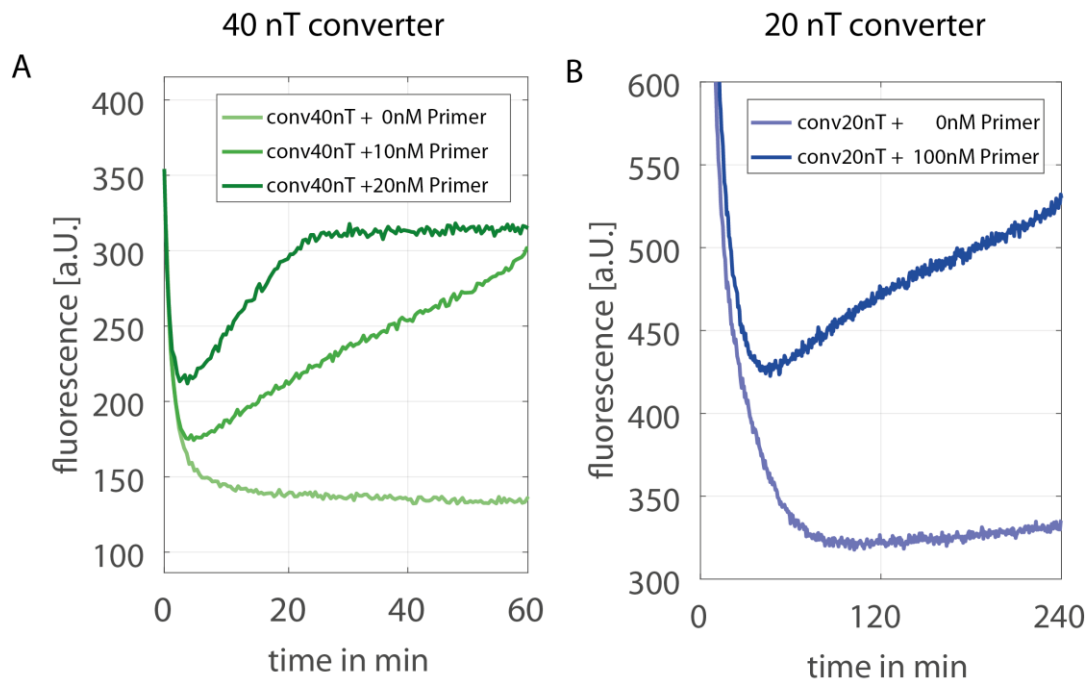 40 nT converter
20 nT converter
A
B
400
350
300
250
200
150
100
fluorescence [a.U.]
conv40nT + 0nM Primer
conv40nT +10nM Primer
conv40nT +20nM Primer
0
20
40
60
time in min
600
550
500
450
400
350
300
fluorescence [a.U.]
conv20nT + 0nM Primer
conv20nT + 100nM Primer
0
120
240
time in min